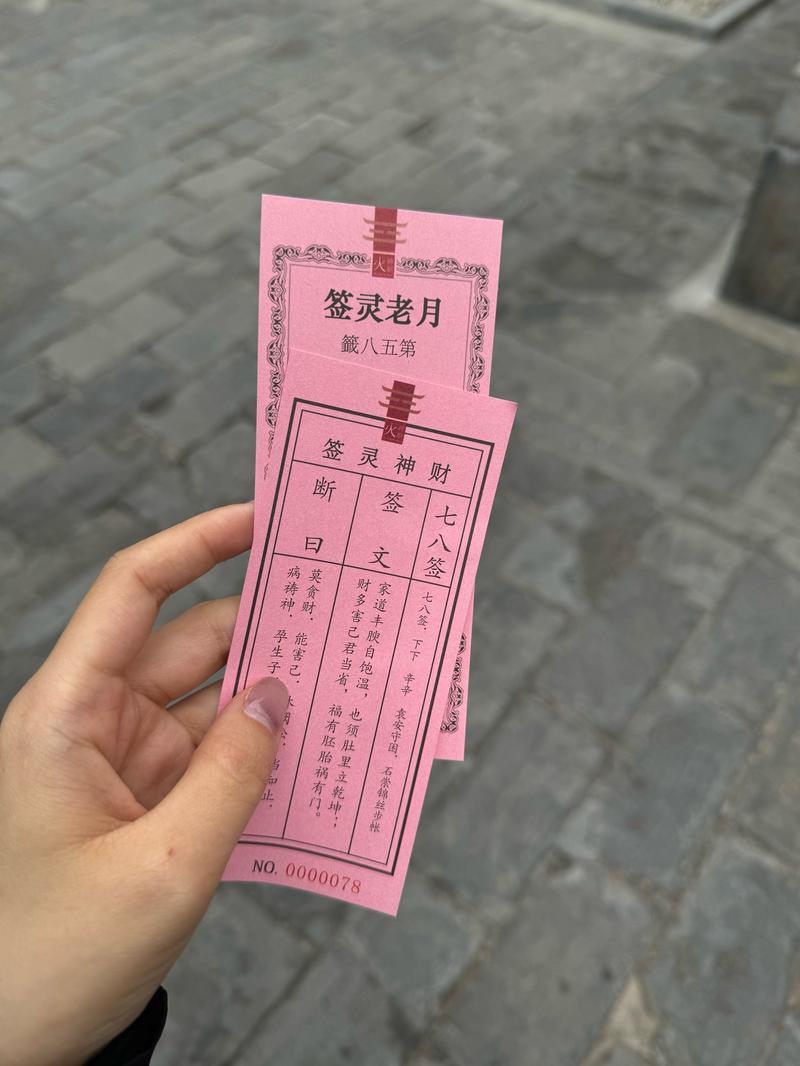 月老灵签
第五八籤
火
财神灵签
火
七八签
七八签，下下 辛辛 袁安守困，石崇锦丝步帐
签文
家道丰腴自饱温，也须肚里立乾坤；
财多害己君当省，福有胚胎祸有门。
断曰
莫贪财．能害己．知止．
病祷神．孕生子
NO. 0000078